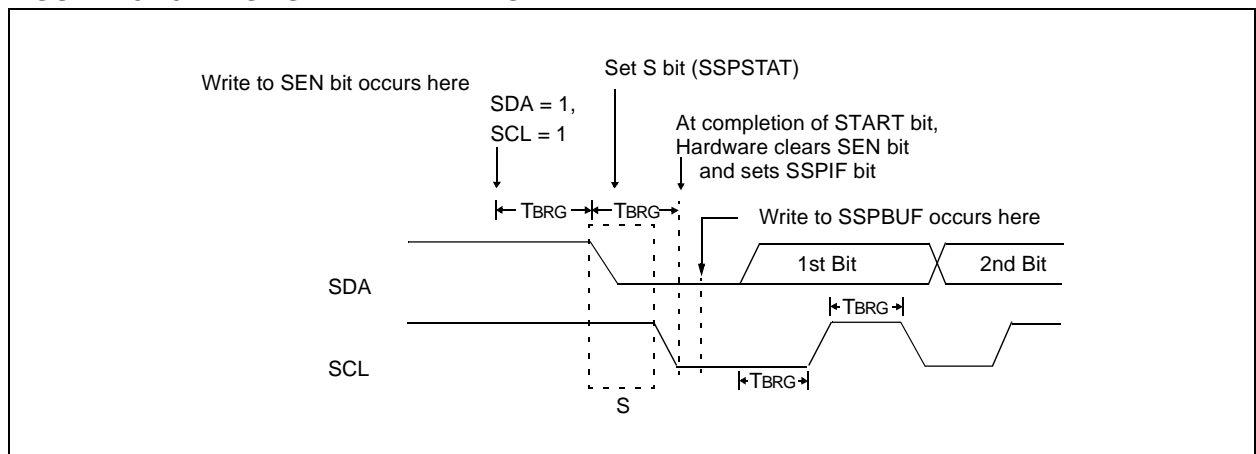 Write to SEN bit occurs here
Set S bit (SSPSTAT)
SDA = 1,
SCL = 1
At completion of START bit,
Hardware clears SEN bit
and sets SSPIF bit
TBRG
TBRG
Write to SSPBUF occurs here
1st Bit
2nd Bit
SDA
TBRG
SCL
TBRG
S